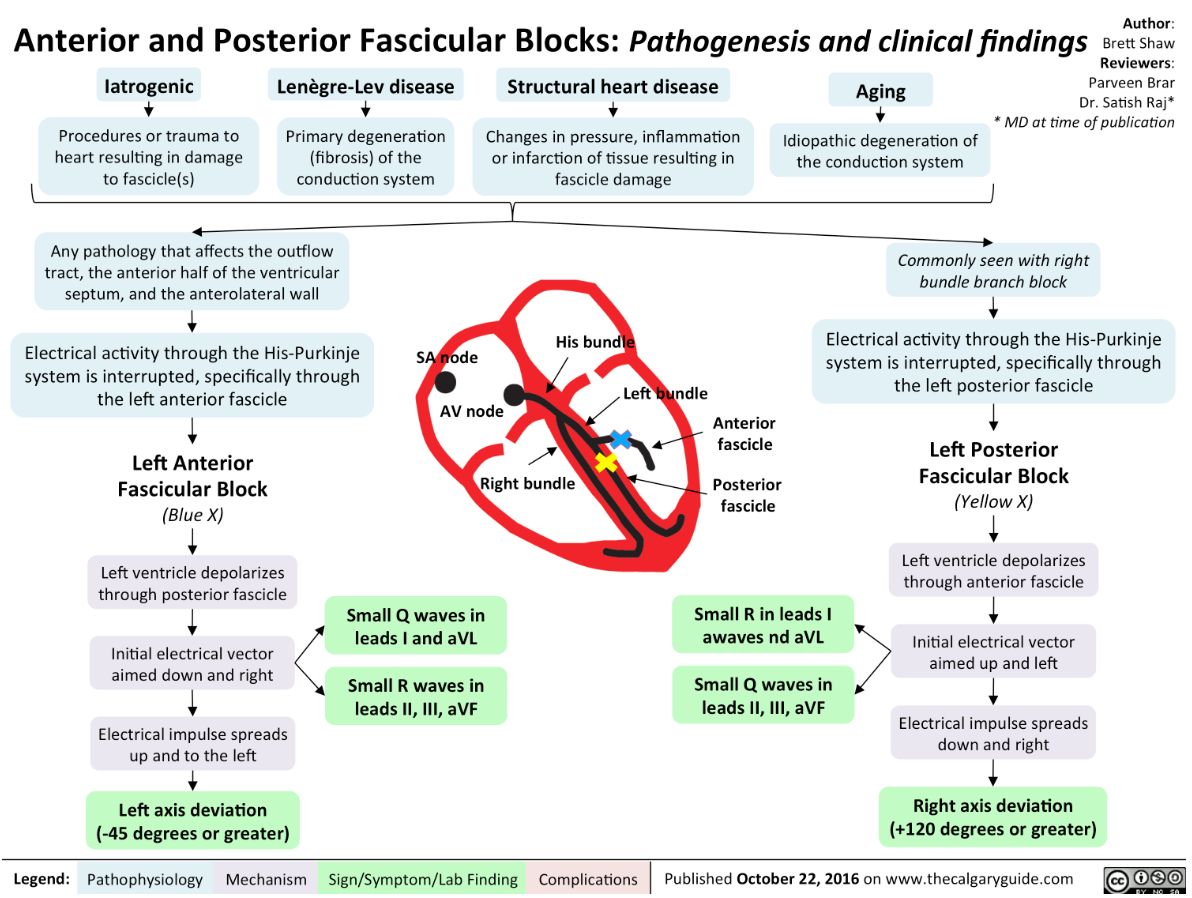 Anterior and Posterior Fascicular Blocks: Pathogenesis and clinical findings
Author:
Brett Shaw
Reviewers:
Parveen Brar
Dr. Satish Raj*
* MD at time of publication
Iatrogenic
Procedures or trauma to
heart resulting in damage
to fascicle(s)
Lenègre-Lev disease
Primary degeneration
(fibrosis) of the
conduction system
Structural heart disease
Changes in pressure, inflammation
or infarction of tissue resulting in
fascicle damage
Aging
Idiopathic degeneration of
the conduction system
Any pathology that affects the outflow
tract, the anterior half of the ventricular
septum, and the anterolateral wall
Electrical activity through the His-Purkinje
system is interrupted, specifically through
the left anterior fascicle
Left Anterior
Fascicular Block
(Blue X)
Left ventricle depolarizes
through posterior fascicle
Initial electrical vector
aimed down and right
Small Q waves in
leads I and aVL
Small R waves in
leads II, III, aVF
Electrical impulse spreads
up and to the left
Left axis deviation
(-45 degrees or greater)
SA node
AV node
His bundle
Left bundle
Anterior
fascicle
Right bundle
Posterior
fascicle
Commonly seen with right
bundle branch block
Electrical activity through the His-Purkinje
system is interrupted, specifically through
the left posterior fascicle
Left Posterior
Fascicular Block
(Yellow X)
Left ventricle depolarizes
through anterior fascicle
Initial electrical vector
aimed up and left
Small R in leads I
awaves nd aVL
Small Q waves in
leads II, III, aVF
Electrical impulse spreads
down and right
Right axis deviation
(+120 degrees or greater)
Legend: Pathophysiology Mechanism Sign/Symptom/Lab Finding Complications Published October 22, 2016 on www.thecalgaryguide.com
cc
BY NC SA